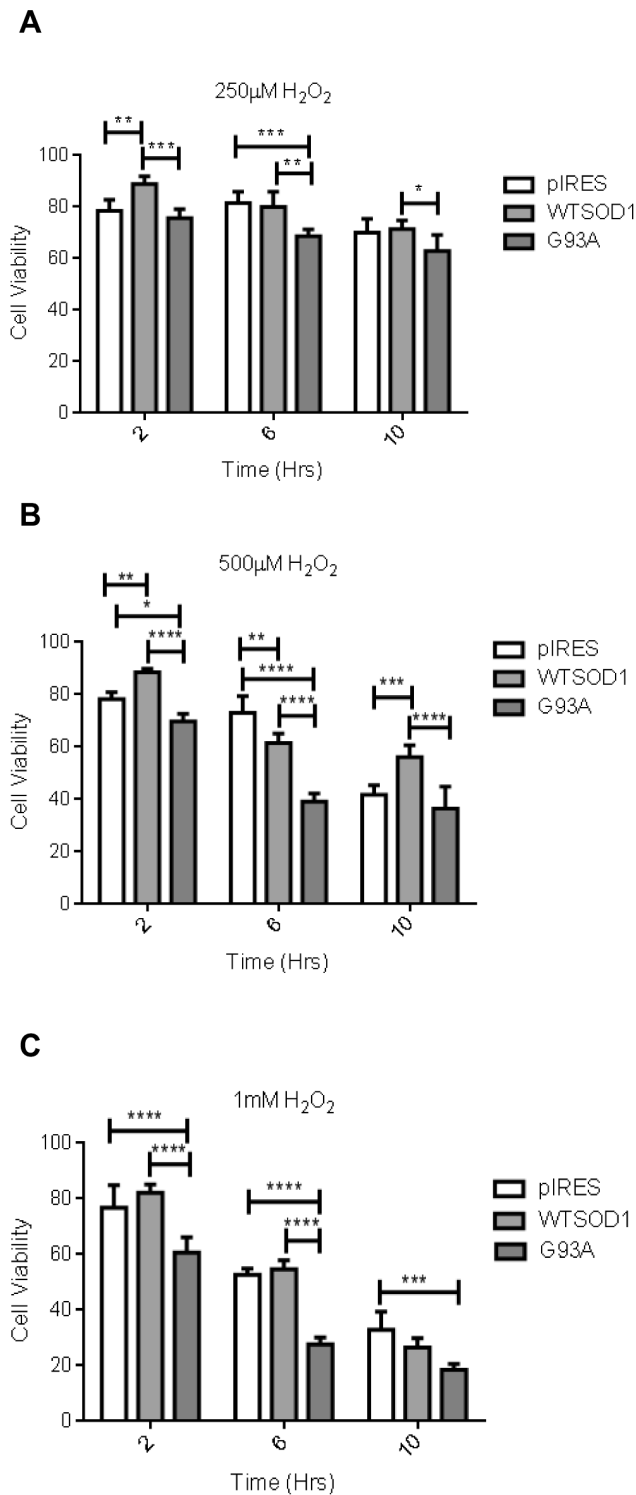 A
250μM H₂O₂
** ***
*** **
*
100
80
60
40
20
0
Cell Viability
2 6 10
Time (Hrs)
pIRES
WTSOD1
G93A
B
500μM H₂O₂
** * ****
** **** ****
*** ****
100
80
60
40
20
0
Cell Viability
2 6 10
Time (Hrs)
pIRES
WTSOD1
G93A
C
1mM H₂O₂
**** ****
**** ****
***
100
80
60
40
20
0
Cell Viability
2 6 10
Time (Hrs)
pIRES
WTSOD1
G93A